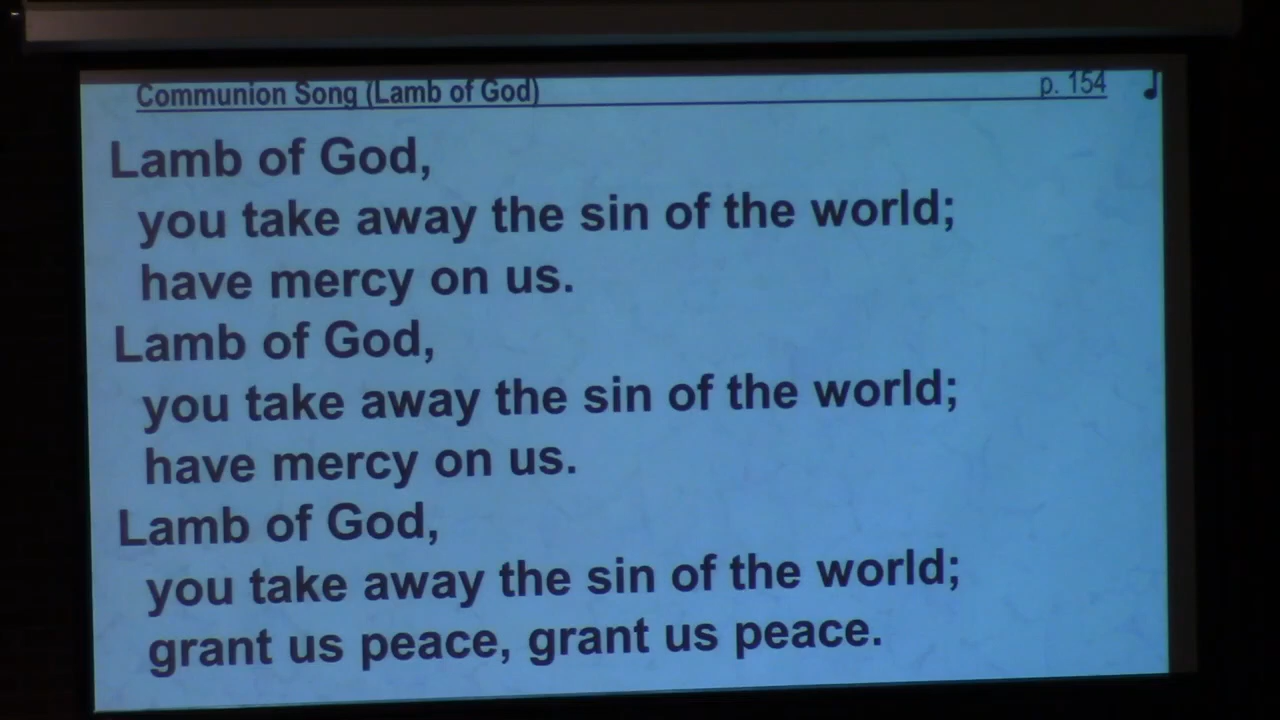 Communion Song (Lamb of God) p. 154
Lamb of God,
you take away the sin of the world;
have mercy on us.
Lamb of God,
you take away the sin of the world;
have mercy on us.
Lamb of God,
you take away the sin of the world;
grant us peace, grant us peace.